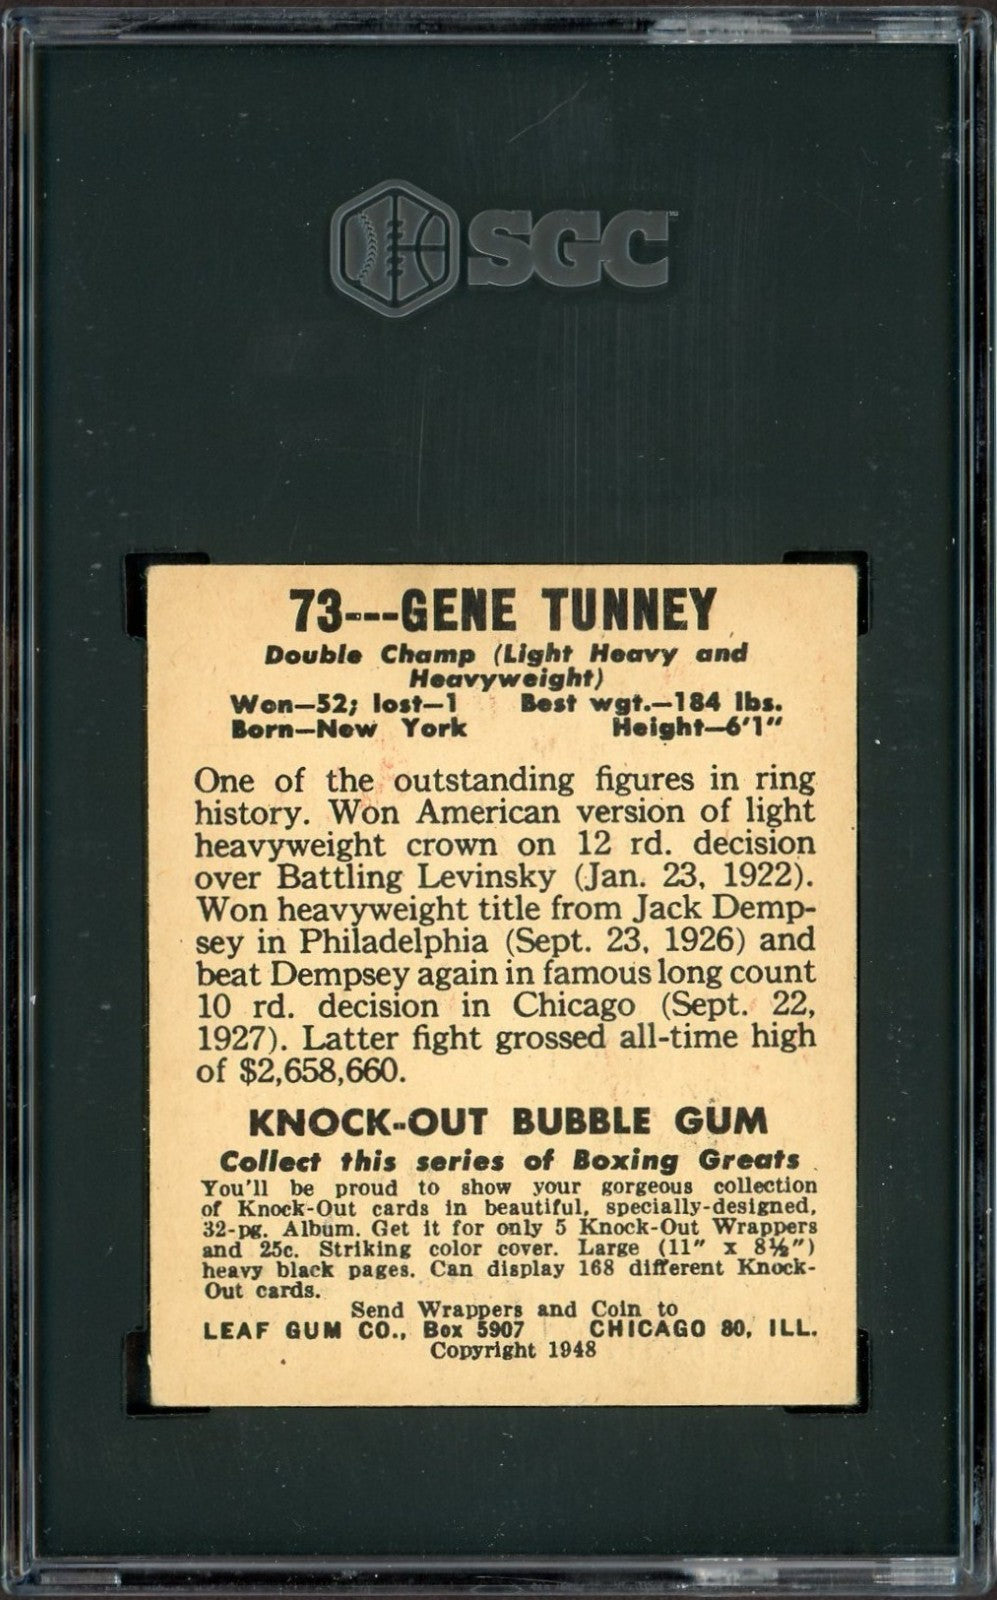 SGC
73---GENE TUNNEY
Double Champ (Light Heavy and
Heavyweight)
Won—52; lost—1 Best wgt.—184 lbs.
Born—New York Height—6'1"
One of the outstanding figures in ring
history. Won American version of light
heavyweight crown on 12 rd. decision
over Battling Levinsky (Jan. 23, 1922).
Won heavyweight title from Jack Demp-
sey in Philadelphia (Sept. 23, 1926) and
beat Dempsey again in famous long count
10 rd. decision in Chicago (Sept. 22,
1927). Latter fight grossed all-time high
of $2,658,660.
KNOCK-OUT BUBBLE GUM
Collect this series of Boxing Greats
You'll be proud to show your gorgeous collection
of Knock-Out cards in beautiful, specially-designed,
32-pg. Album. Get it for only 5 Knock-Out Wrappers
and 25c. Striking color cover. Large (11" x 8½")
heavy black pages. Can display 168 different Knock-
Out cards.
Send Wrappers and Coin to
LEAF GUM CO., Box 5907 CHICAGO 80, ILL.
Copyright 1948